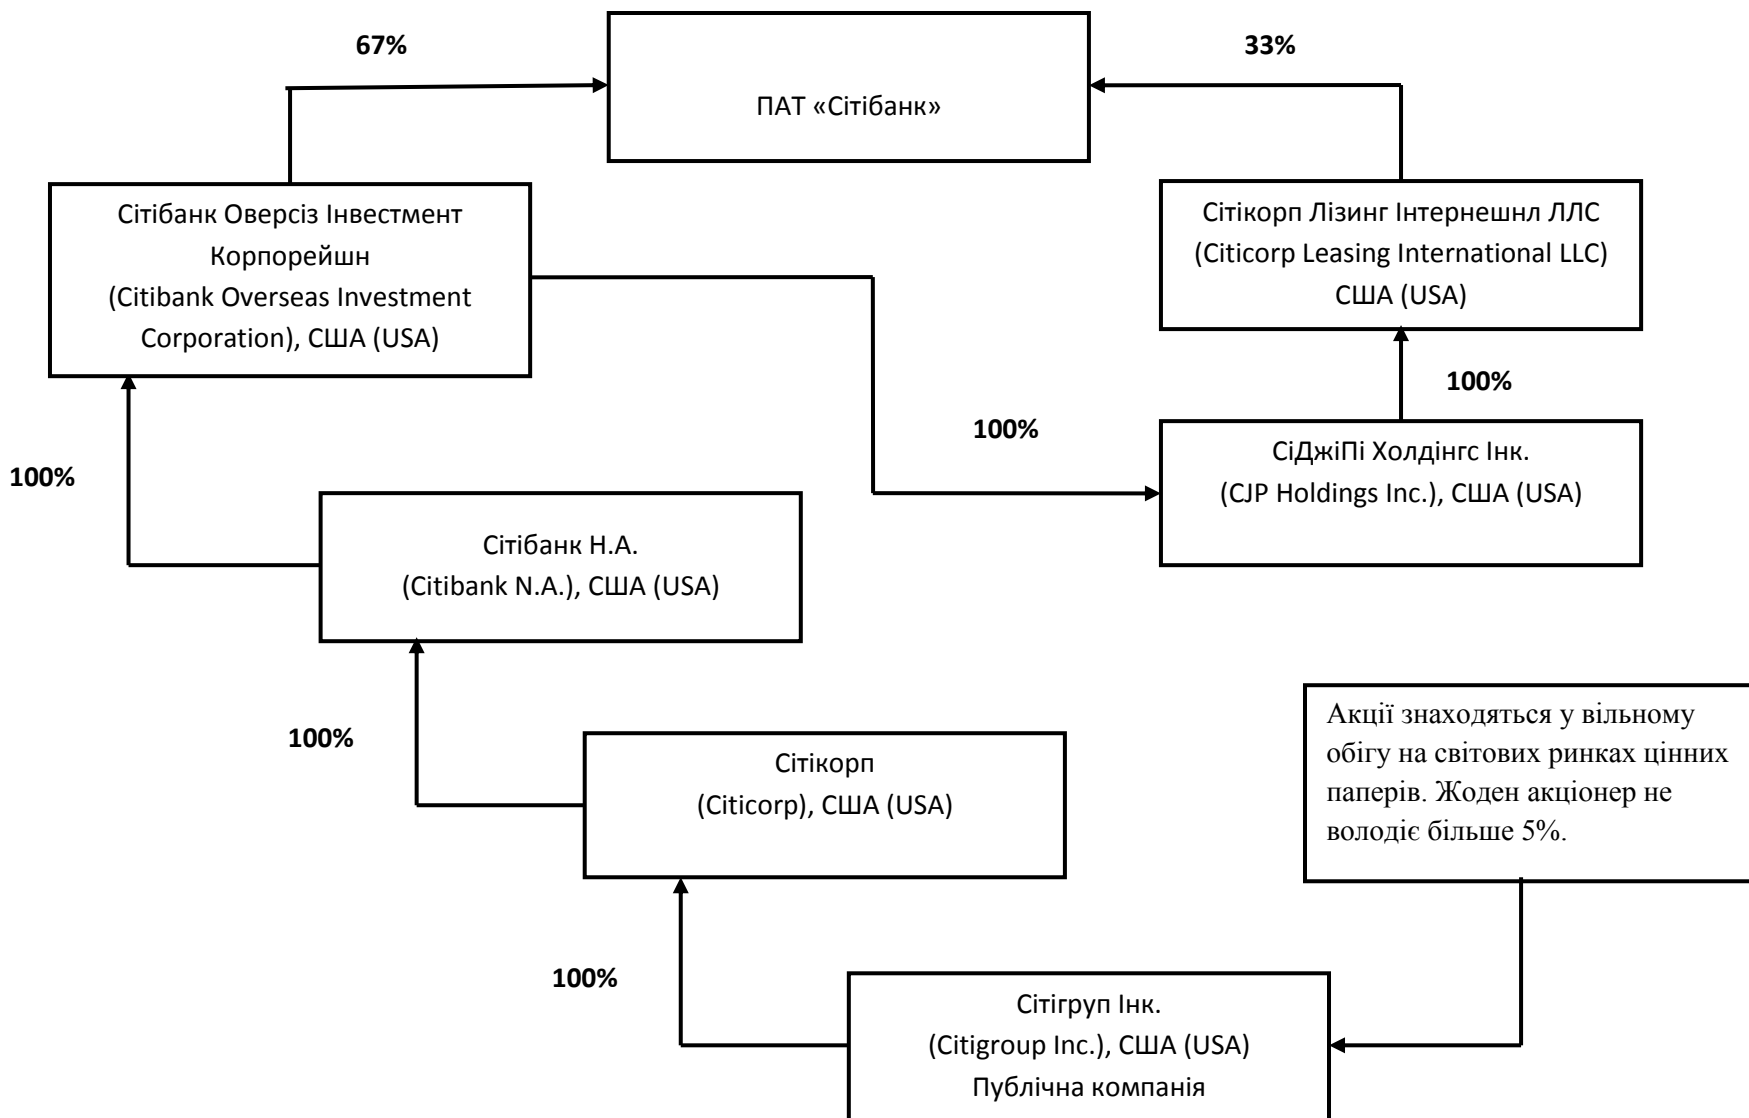 67%
33%
ПАТ «Сітібанк»
Сітібанк Оверсіз Інвестмент
Корпорейшн
(Citibank Overseas Investment
Corporation), США (USA)
Сітікорп Лізинг Інтернешнл ЛЛС
(Citicorp Leasing International LLC)
США (USA)
100%
100%
СіДжіПі Холдінгс Інк.
(CJP Holdings Inc.), США (USA)
100%
Сітібанк Н.А.
(Citibank N.A.), США (USA)
100%
Сітікорп
(Citicorp), США (USA)
Акції знаходяться у вільному
обігу на світових ринках цінних
паперів. Жоден акціонер не
володіє більше 5%.
100%
Сітігруп Інк.
(Citigroup Inc.), США (USA)
Публічна компанія